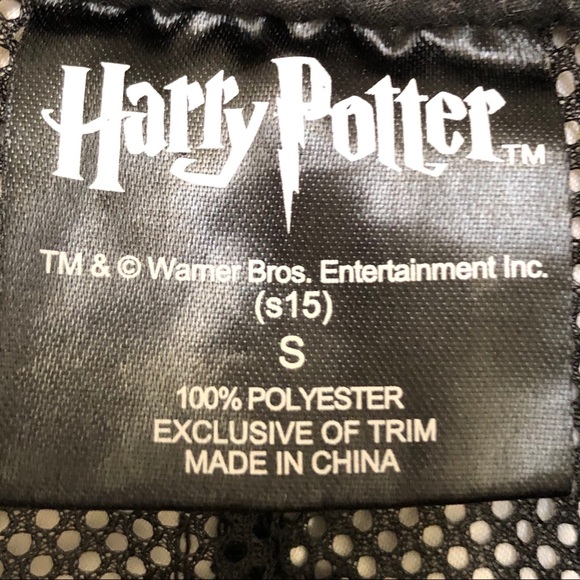 Harry Potter™
TM & © Warner Bros. Entertainment Inc.
(s15)
S
100% POLYESTER
EXCLUSIVE OF TRIM
MADE IN CHINA